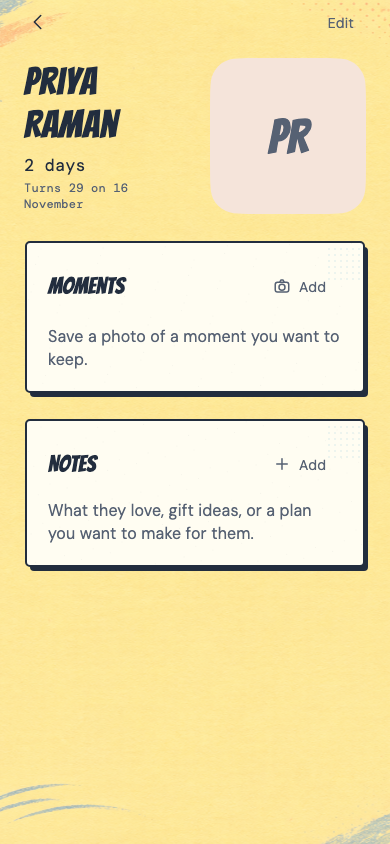 Edit
PRIYA
RAMAN
PR
2 days
Turns 29 on 16
November
MOMENTS
Add
Save a photo of a moment you want to
keep.
NOTES
Add
What they love, gift ideas, or a plan
you want to make for them.